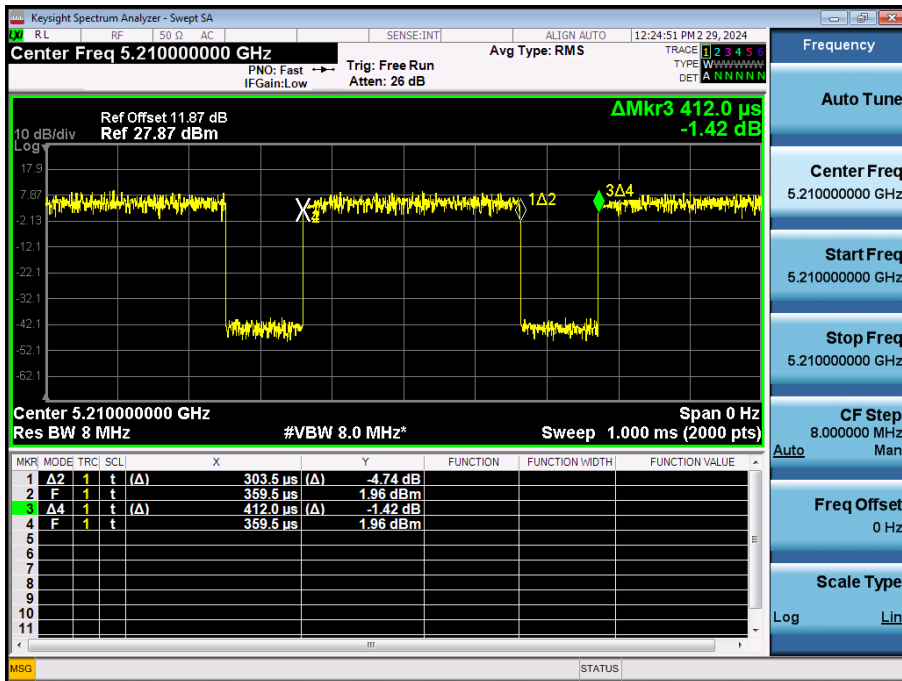 Keysight Spectrum Analyzer - Swept SA
LXI RL RF 50 Ω AC SENSE:INT ALIGN AUTO 12:24:51 PM 2 29, 2024
Center Freq 5.210000000 GHz
PNO: Fast
IFGain:Low
Trig: Free Run
Atten: 26 dB
Avg Type: RMS
TRACE 1 2 3 4 5 6
TYPE WWWWWW
DET A N N N N N
ΔMkr3 412.0 µs
-1.42 dB
Ref Offset 11.87 dB
10 dB/div Ref 27.87 dBm
Log
17.9
7.87
-2.13
-12.1
-22.1
-32.1
-42.1
-52.1
-62.1
1Δ2
3Δ4
Center 5.210000000 GHz Span 0 Hz
Res BW 8 MHz #VBW 8.0 MHz* Sweep 1.000 ms (2000 pts)
MKR MODE TRC SCL X Y FUNCTION FUNCTION WIDTH FUNCTION VALUE
1 Δ2 1 t (Δ) 303.5 µs (Δ) -4.74 dB
2 F 1 t 359.5 µs 1.96 dBm
3 Δ4 1 t (Δ) 412.0 µs (Δ) -1.42 dB
4 F 1 t 359.5 µs 1.96 dBm
5
6
7
8
9
10
11
MSG STATUS
Frequency
Auto Tune
Center Freq
5.210000000 GHz
Start Freq
5.210000000 GHz
Stop Freq
5.210000000 GHz
CF Step
8.000000 MHz
Auto Man
Freq Offset
0 Hz
Scale Type
Log Lin